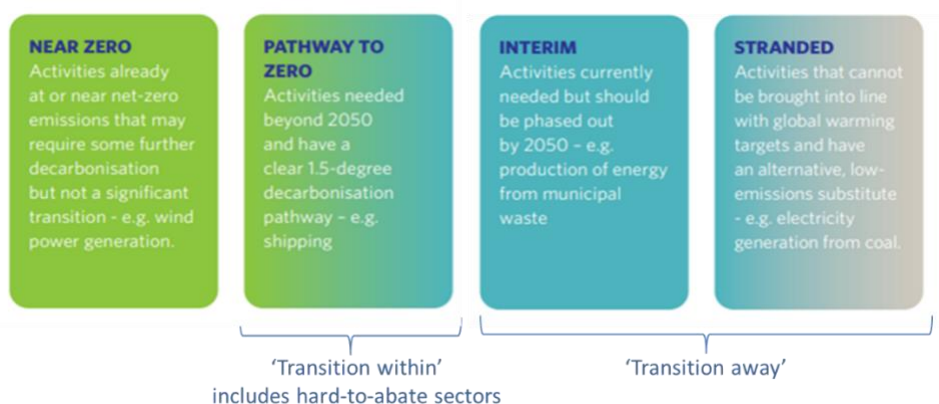 NEAR ZERO
Activities already
at or near net-zero
emissions that may
require some further
decarbonisation
but not a significant
transition - e.g. wind
power generation.
PATHWAY TO
ZERO
Activities needed
beyond 2050
and have a
clear 1.5-degree
decarbonisation
pathway – e.g.
shipping
INTERIM
Activities currently
needed but should
be phased out
by 2050 – e.g.
production of energy
from municipal
waste
STRANDED
Activities that cannot
be brought into line
with global warming
targets and have
an alternative, low-
emissions substitute
- e.g. electricity
generation from coal.
‘Transition within’
includes hard-to-abate sectors
‘Transition away’